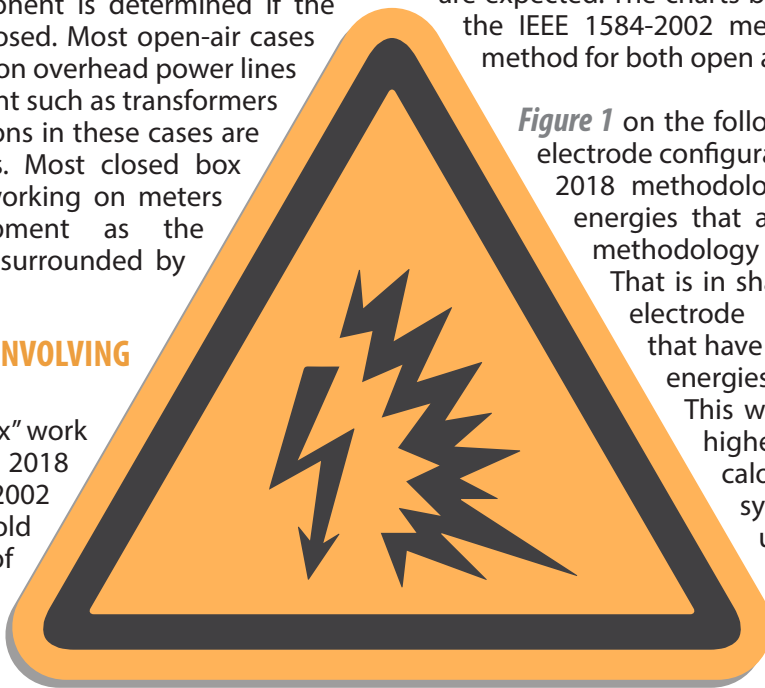 ponent is determined if the
osed. Most open-air cases
on overhead power lines
nt such as transformers
ons in these cases are
s. Most closed box
working on meters
pment as the
surrounded by
NVOLVING
x” work
2018
2002
old
of
are expected. The charts b
the IEEE 1584-2002 me
method for both open a
Figure 1 on the follo
electrode configura
2018 methodolo
energies that a
methodology
That is in sha
electrode
that have
energies
This w
highe
calc
sy
u